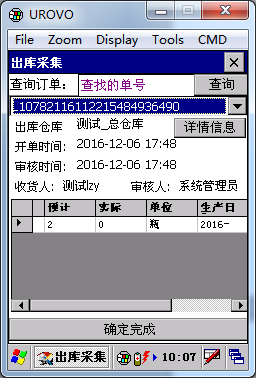 UROVO
File Zoom Display Tools CMD
出库采集
查询订单: 查找的单号 查询
_10782116112215484936490
出库仓库 测试_总仓库 详情信息
开单时间: 2016-12-06 17:48
审核时间: 2016-12-06 17:48
收货人: 测试lzy 审核人: 系统管理员
预计 实际 单位 生产日
2 0 瓶 2016-
确定完成
出库采集 10:07